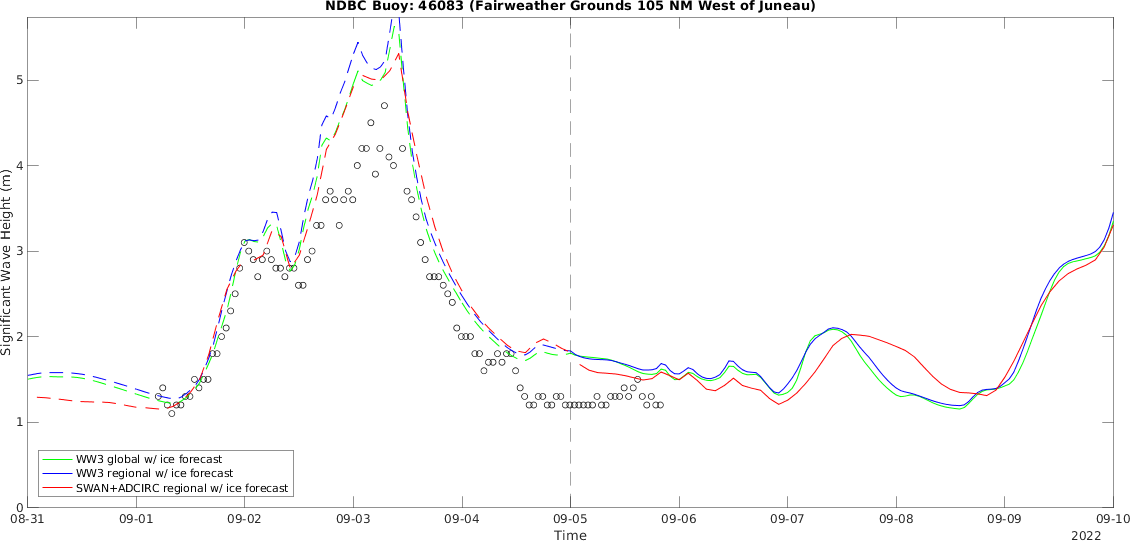 NDBC Buoy: 46083 (Fairweather Grounds 105 NM West of Juneau)
Significant Wave Height (m)
5
4
3
2
1
0
WW3 global w/ ice forecast
WW3 regional w/ ice forecast
SWAN+ADCIRC regional w/ ice forecast
08-31 09-01 09-02 09-03 09-04 09-05 09-06 09-07 09-08 09-09 09-10
Time
2022